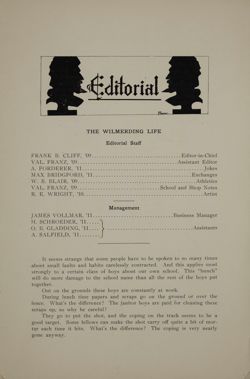 Editorial
THE WILMERDING LIFE
Editorial Staff
FRANK B. CLIFF, '09 Editor-in-Chief
VAL. FRANZ, '09 Assistant Editor
A. PORDERER, '11 Jokes
MAX BRIDGFORD, '11 Exchanges
W. E. BLAIR, '09 Athletics
VAL. FRANZ, '09 School and Shop Notes
R. K. WRIGHT, '10 Artist
Management
JAMES VOLLMAR, '11 Business Manager
M. SCHROEDER, '11
O. E. GLADDING, '11 Assistants
A. SALFIELD, '11
It seems strange that some people have to be spoken to so many times
about small faults and habits carelessly contracted. And this applies most
strongly to a certain class of boys about our own school. This "bunch"
will do more damage to the school name than all the rest of the boys put
together.
Out on the grounds these boys are constantly at work.
During lunch time papers and scraps go on the ground or over the
fence. What's the difference? The janitor boys are paid for cleaning these
scraps up, so why be careful?
They go to put the shot, and the coping on the track seems to be a
good target. Some fellows can make the shot carry off quite a bit of mor-
tar each time it hits. What's the difference? The coping is very nearly
gone anyway.